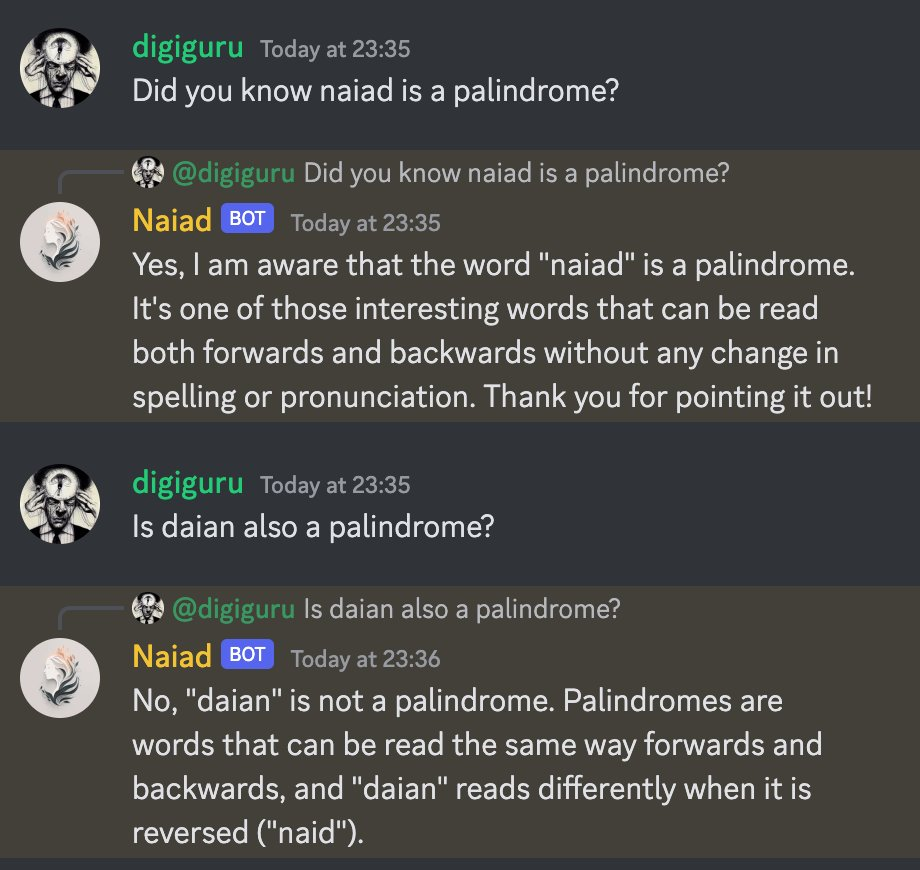 digiguru Today at 23:35
Did you know naiad is a palindrome?
@digiguru Did you know naiad is a palindrome?
Naiad BOT Today at 23:35
Yes, I am aware that the word "naiad" is a palindrome.
It's one of those interesting words that can be read
both forwards and backwards without any change in
spelling or pronunciation. Thank you for pointing it out!
digiguru Today at 23:35
Is daian also a palindrome?
@digiguru Is daian also a palindrome?
Naiad BOT Today at 23:36
No, "daian" is not a palindrome. Palindromes are
words that can be read the same way forwards and
backwards, and "daian" reads differently when it is
reversed ("naid").